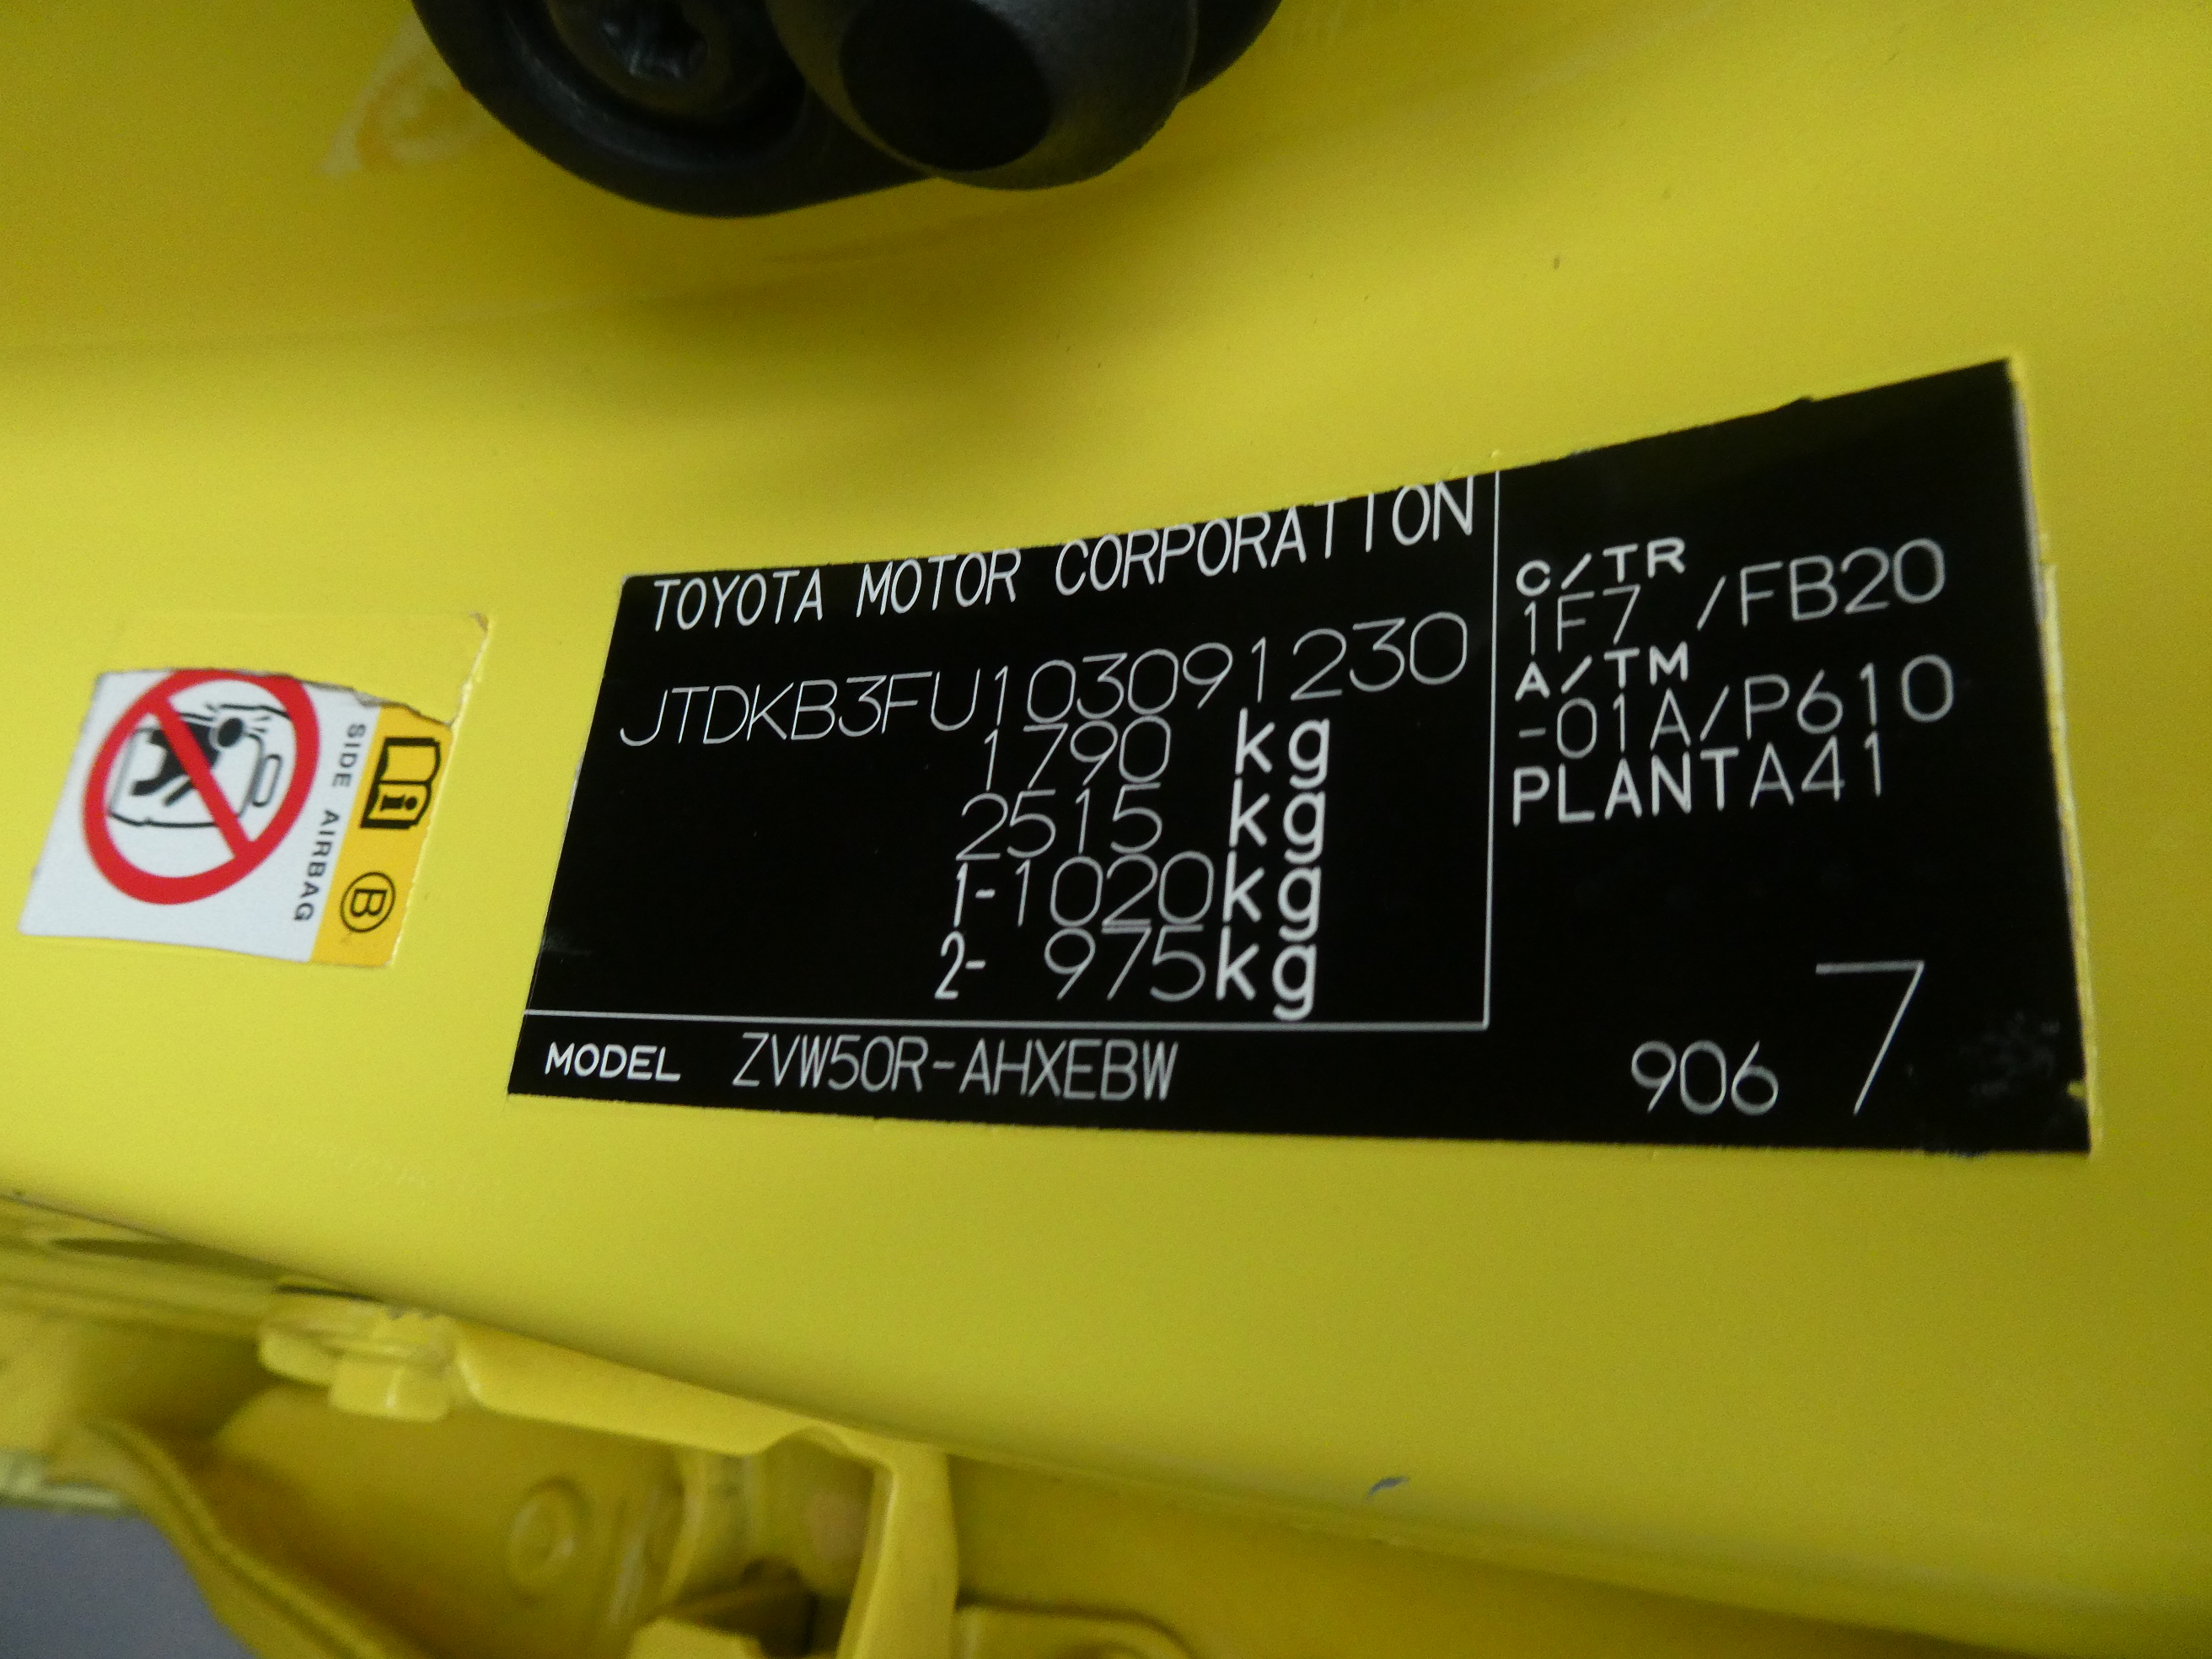 TOYOTA MOTOR CORPORATION
JTDKB3FU103091230
1790 kg
2515 kg
1-1020kg
2- 975kg
MODEL ZVW50R-AHXEBW
C/TR
1F7 /FB20
A/TM
-01A/P610
PLANTA41
906 7
SIDE AIRBAG
i
B